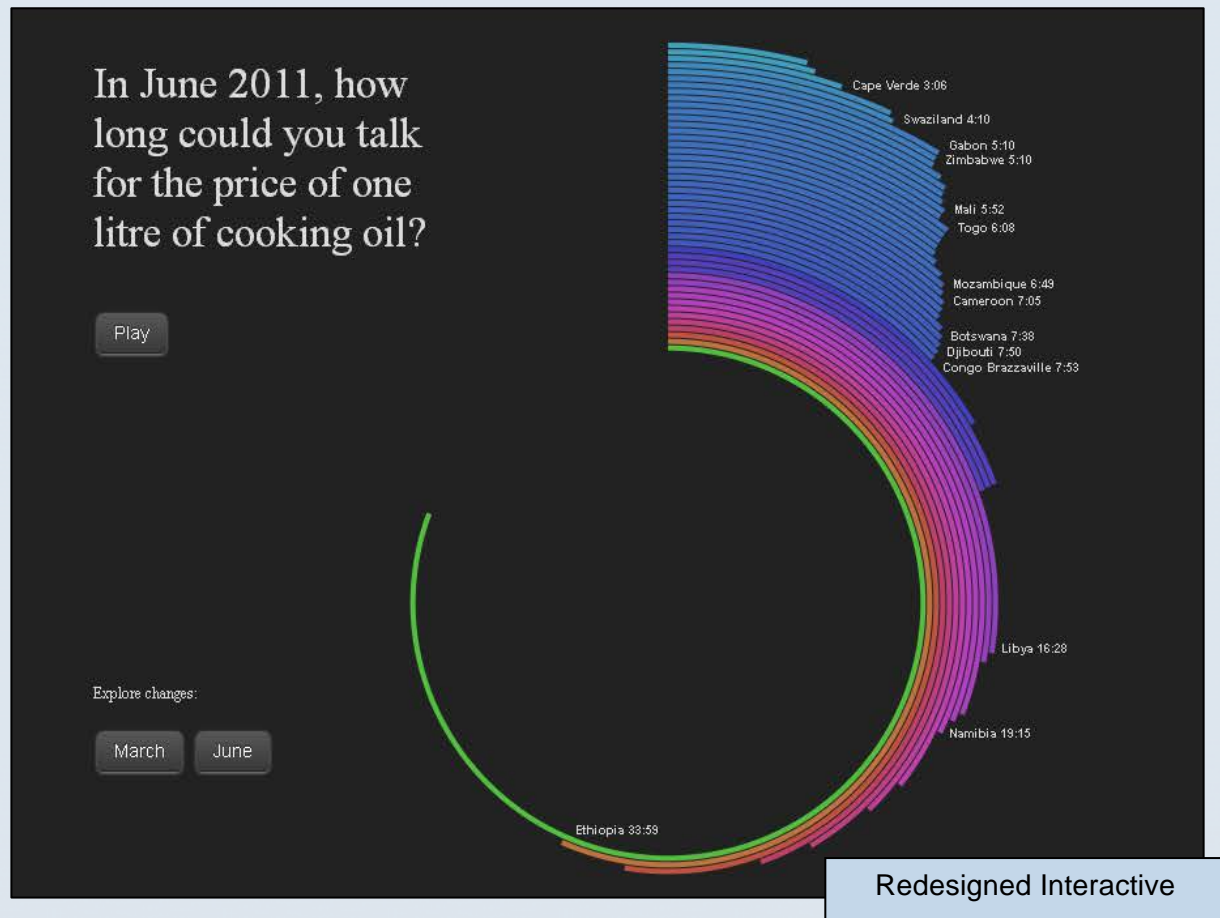 In June 2011, how
long could you talk
for the price of one
litre of cooking oil?
Play
Explore changes:
March
June
Cape Verde 3:06
Swaziland 4:10
Gabon 5:10
Zimbabwe 5:10
Mali 5:52
Togo 6:08
Mozambique 6:49
Cameroon 7:05
Botswana 7:38
Djibouti 7:50
Congo Brazzaville 7:53
Libya 16:28
Namibia 19:15
Ethiopia 33:59
Redesigned Interactive